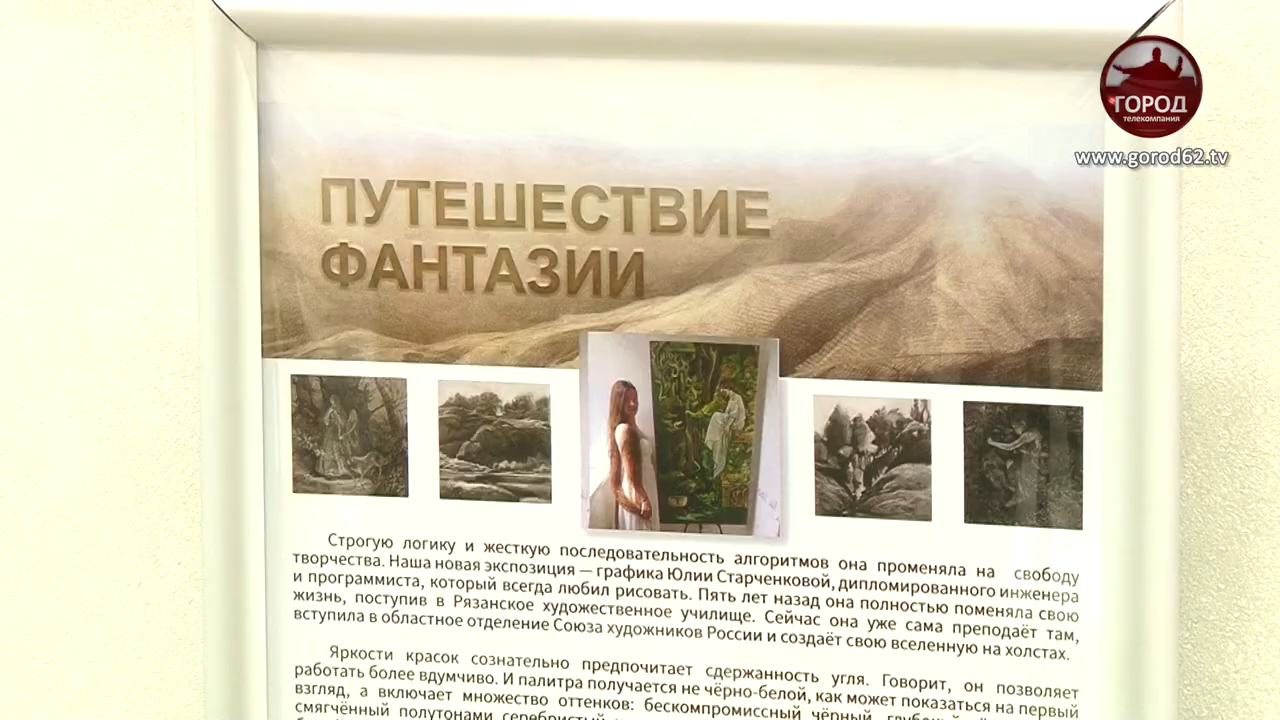 ГОРОД
телекомпания
www.gorod62.tv
ПУТЕШЕСТВИЕ
ФАНТАЗИИ
Строгую логику и жесткую последовательность алгоритмов она променяла на свободу
творчества. Наша новая экспозиция — графика Юлии Старченковой, дипломированного инженера
и программиста, который всегда любил рисовать. Пять лет назад она полностью поменяла свою
жизнь, поступив в Рязанское художественное училище. Сейчас она уже сама преподаёт там,
вступила в областное отделение Союза художников России и создаёт свою вселенную на холстах.
Яркости красок сознательно предпочитает сдержанность угля. Говорит, он позволяет
работать более вдумчиво. И палитра получается не чёрно-белой, как может показаться на первый
взгляд, а включает множество оттенков: бескомпромиссный чёрный,
смягчённый полутонами